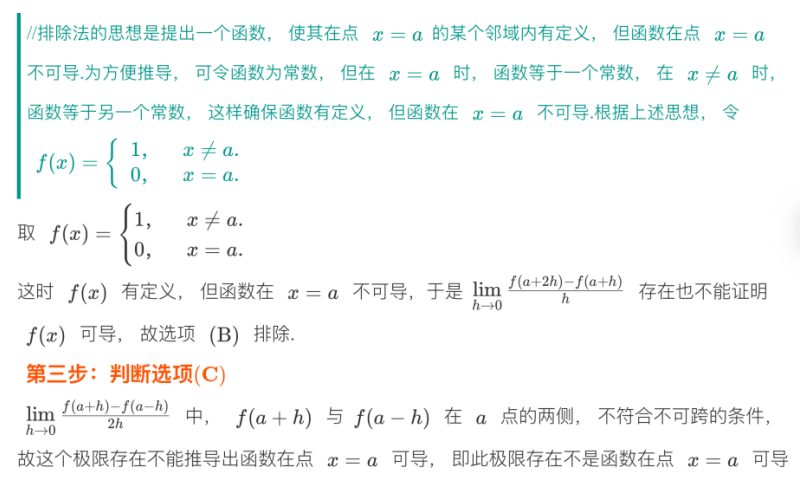 //排除法的思想是提出一个函数， 使其在点 x = a 的某个邻域内有定义， 但函数在点 x = a
不可导.为方便推导， 可令函数为常数， 但在 x = a 时， 函数等于一个常数， 在 x ≠ a 时，
函数等于另一个常数， 这样确保函数有定义， 但函数在 x = a 不可导.根据上述思想， 令
f(x) = { 1, x ≠ a.
0, x = a.
取 f(x) = { 1, x ≠ a.
0, x = a.
这时 f(x) 有定义， 但函数在 x = a 不可导，于是 lim h→0 f(a+2h)−f(a+h) / h 存在也不能证明
f(x) 可导， 故选项 (B) 排除.
第三步：判断选项(C)
lim h→0 f(a+h)−f(a−h) / 2h 中， f(a + h) 与 f(a − h) 在 a 点的两侧， 不符合不可跨的条件，
故这个极限存在不能推导出函数在点 x = a 可导， 即此极限存在不是函数在点 x = a 可导